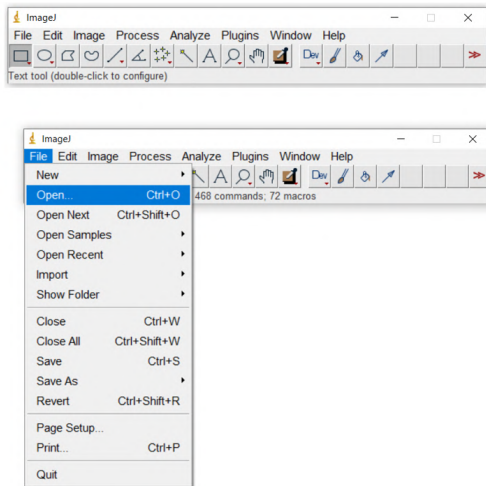 ImageJ
File Edit Image Process Analyze Plugins Window Help
A Dev
Text tool (double-click to configure)
ImageJ
File Edit Image Process Analyze Plugins Window Help
New
A Dev
Open... Ctrl+O
468 commands; 72 macros
Open Next Ctrl+Shift+O
Open Samples
Open Recent
Import
Show Folder
Close Ctrl+W
Close All Ctrl+Shift+W
Save Ctrl+S
Save As
Revert Ctrl+Shift+R
Page Setup...
Print... Ctrl+P
Quit